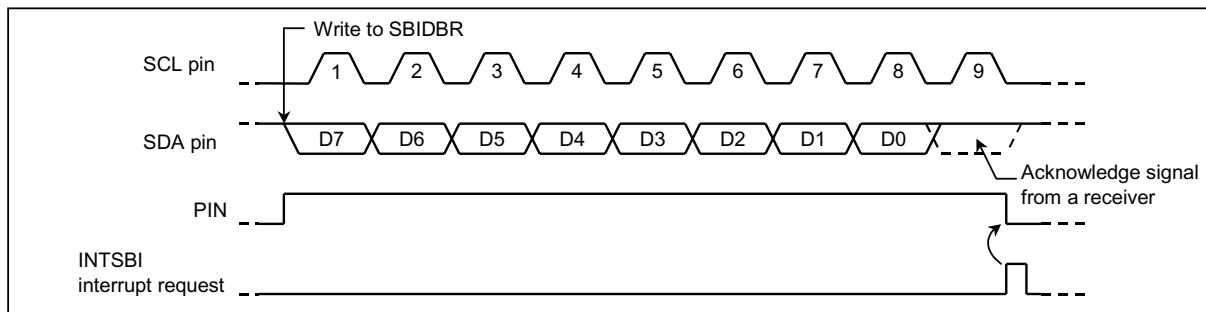 Write to SBIDBR
SCL pin
1 2 3 4 5 6 7 8 9
SDA pin
D7 D6 D5 D4 D3 D2 D1 D0
Acknowledge signal
from a receiver
PIN
INTSBI
interrupt request